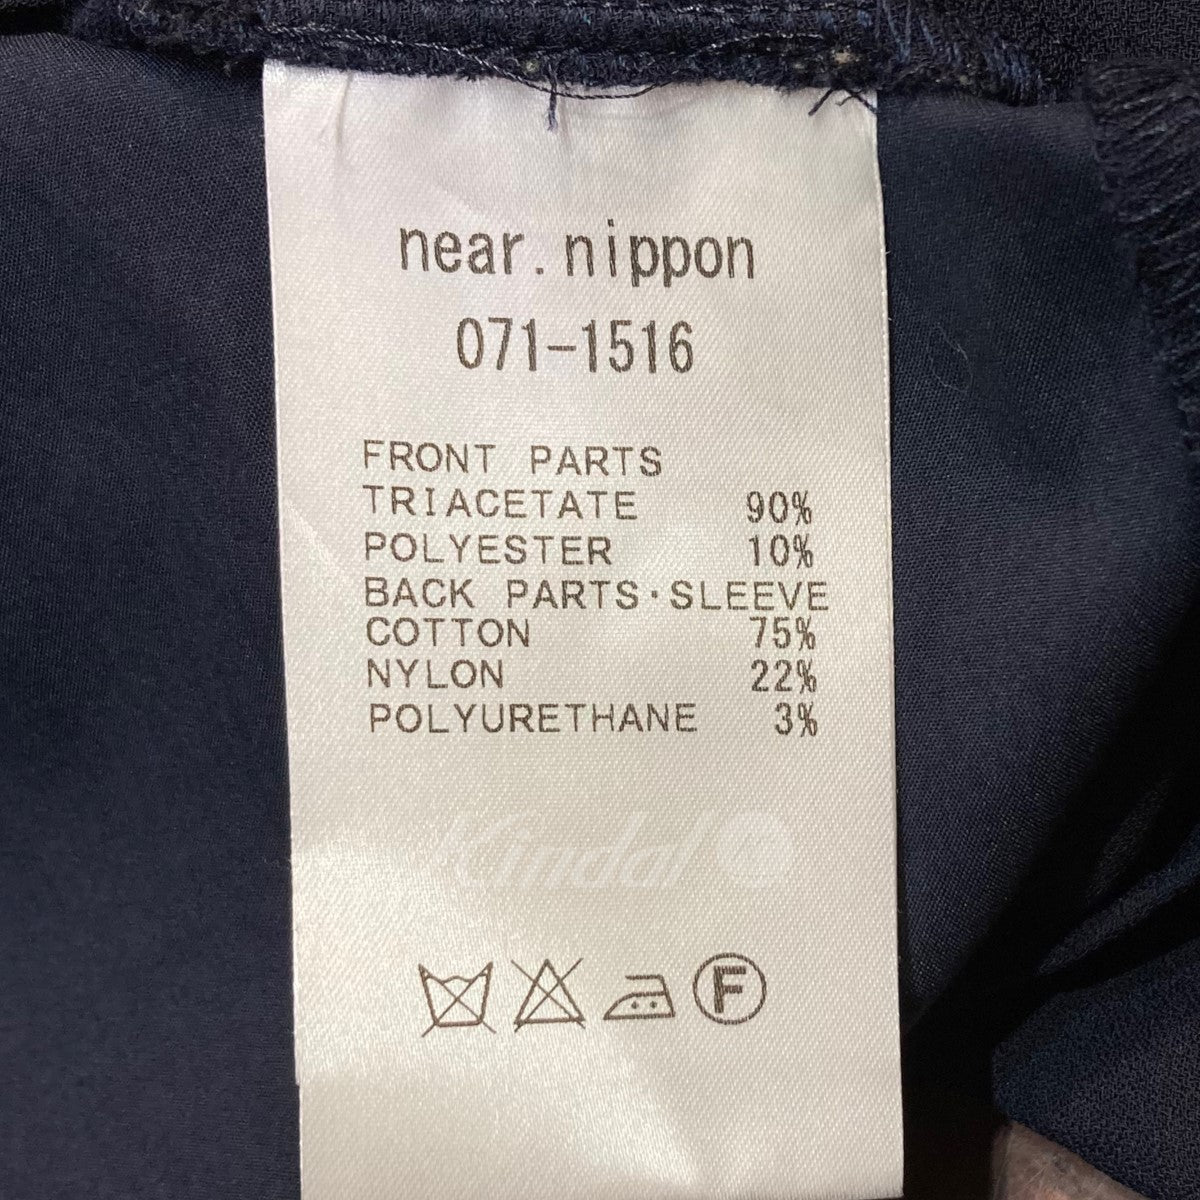 near.nippon
071-1516
FRONT PARTS
TRIACETATE 90%
POLYESTER 10%
BACK PARTS・SLEEVE
COTTON 75%
NYLON 22%
POLYURETHANE 3%
Kindal
F